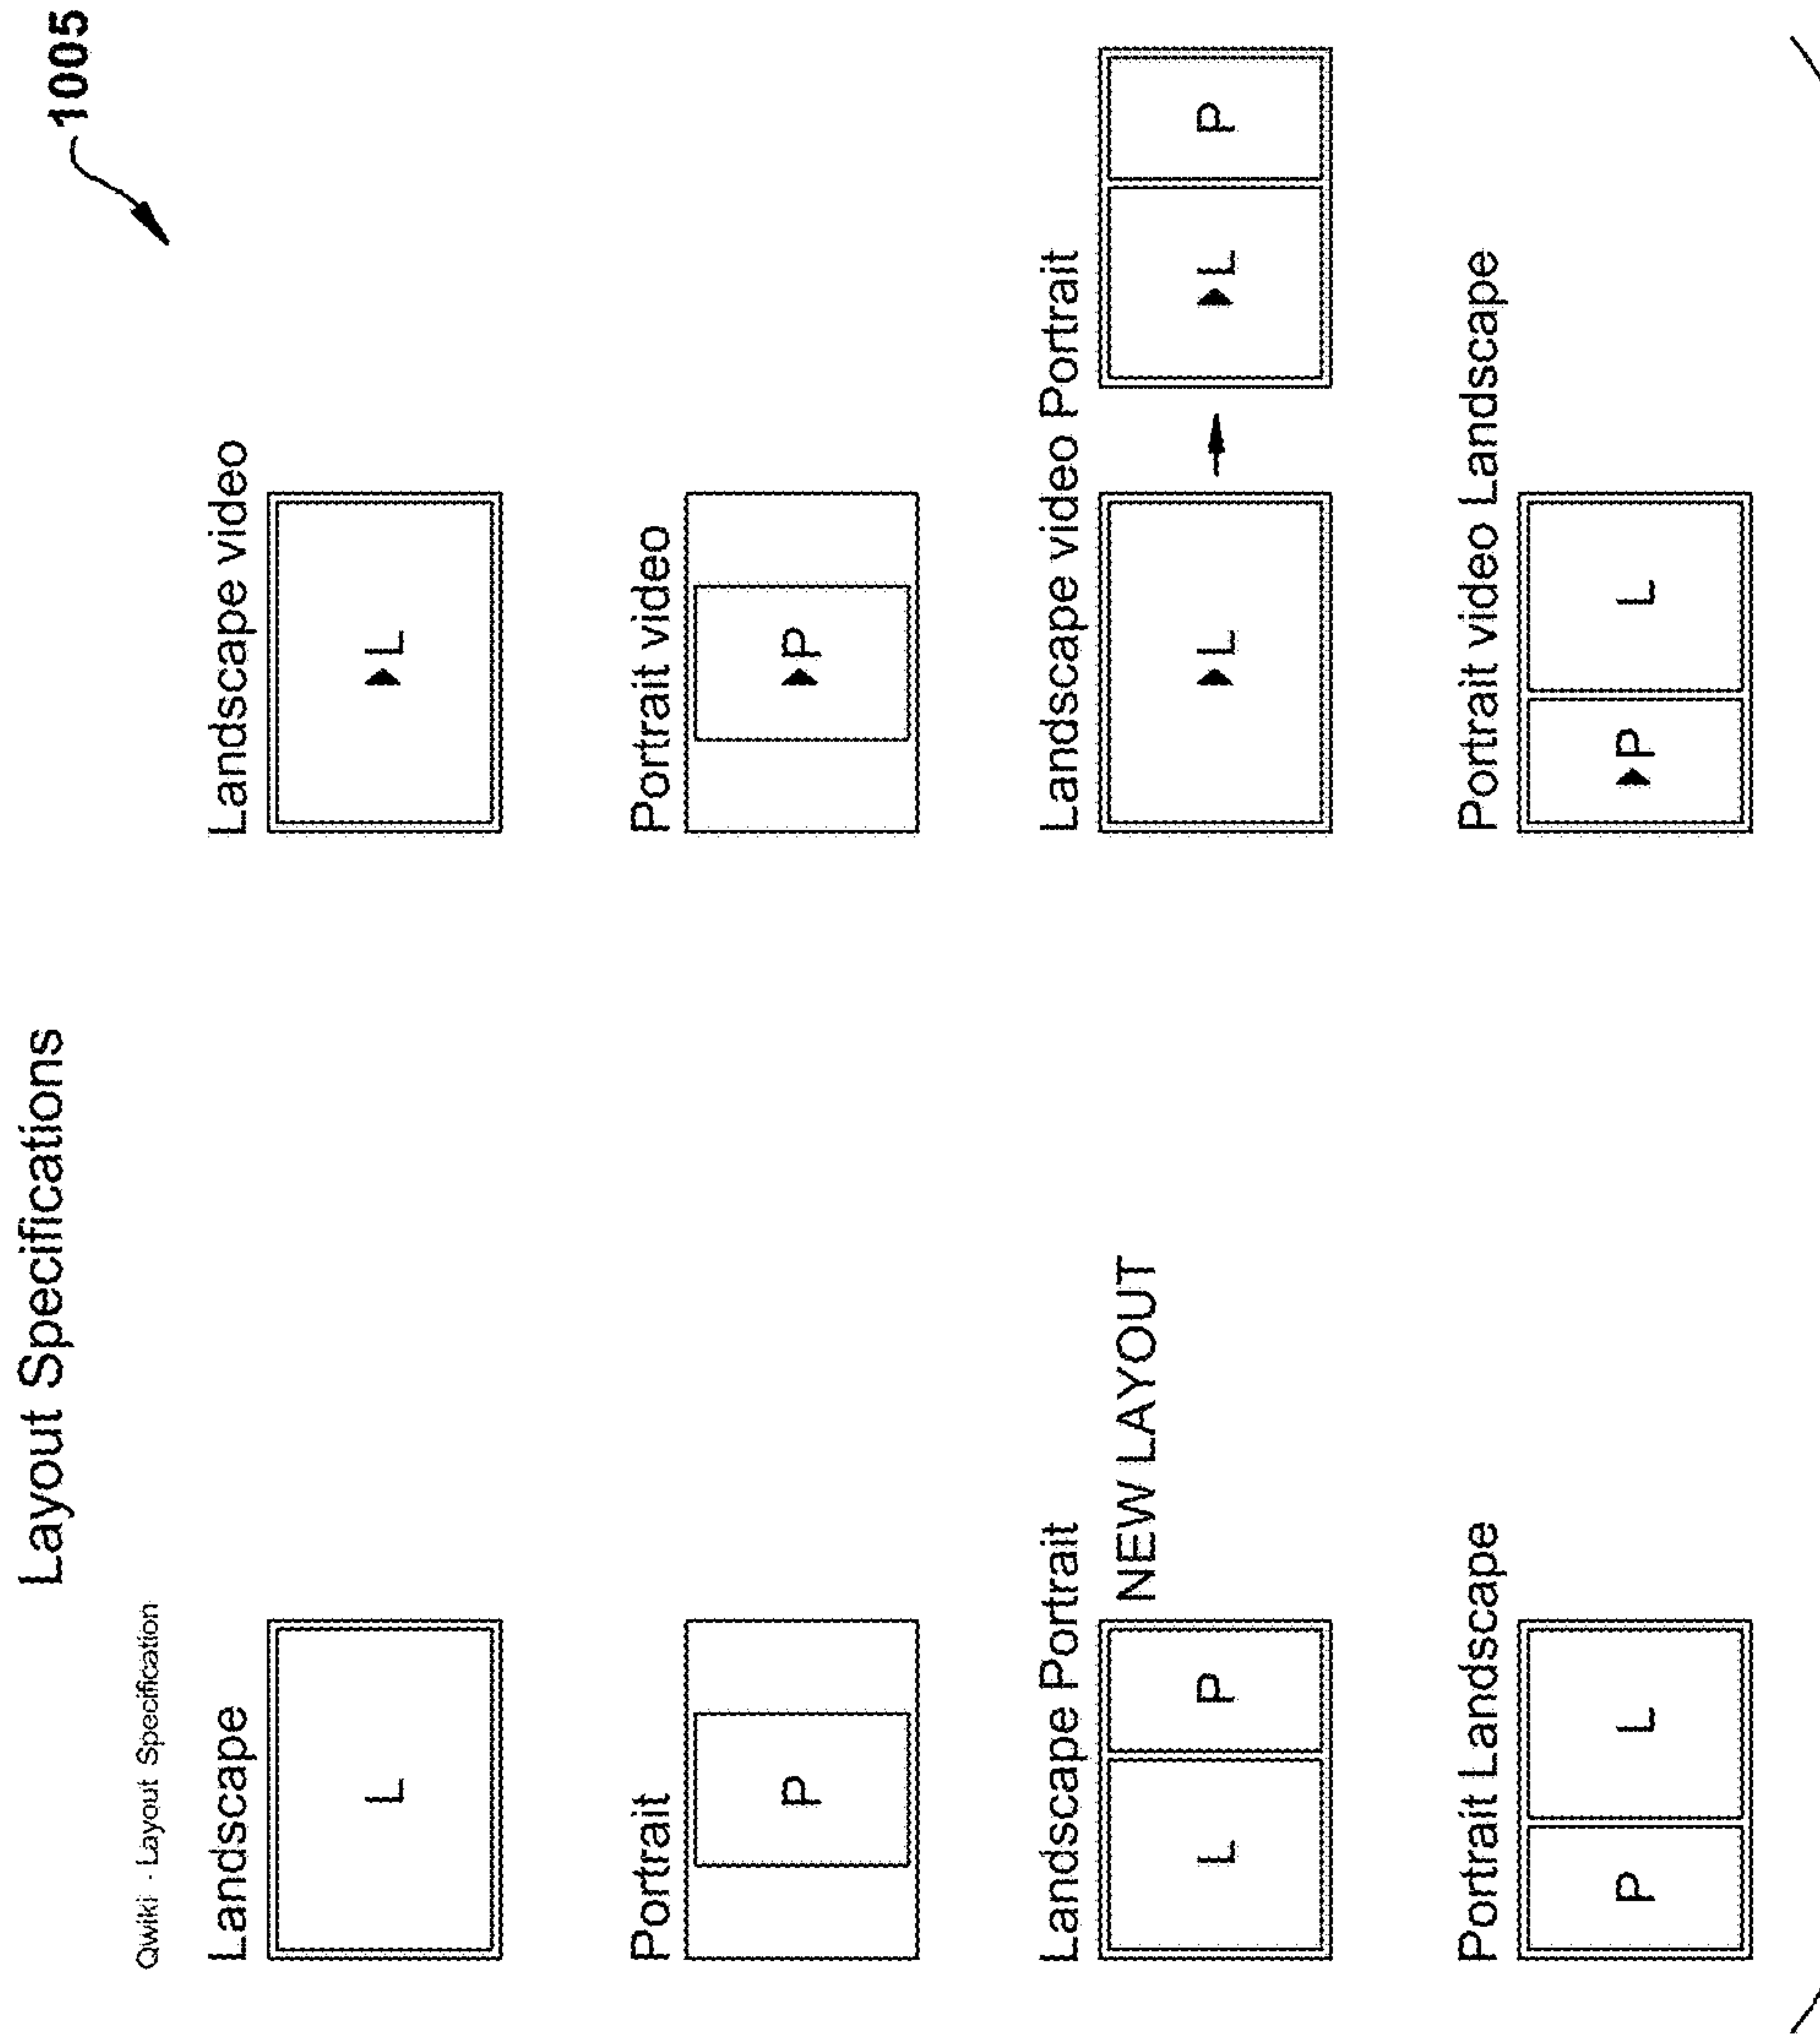 Layout Specifications
1005
Qwiki - Layout Specification
Landscape
L
Landscape video
▶L
Portrait
P
Portrait video
▶P
Landscape Portrait
L P
NEW LAYOUT
Landscape video Portrait
▶L
▶L P
Portrait Landscape
P L
Portrait video Landscape
▶P L